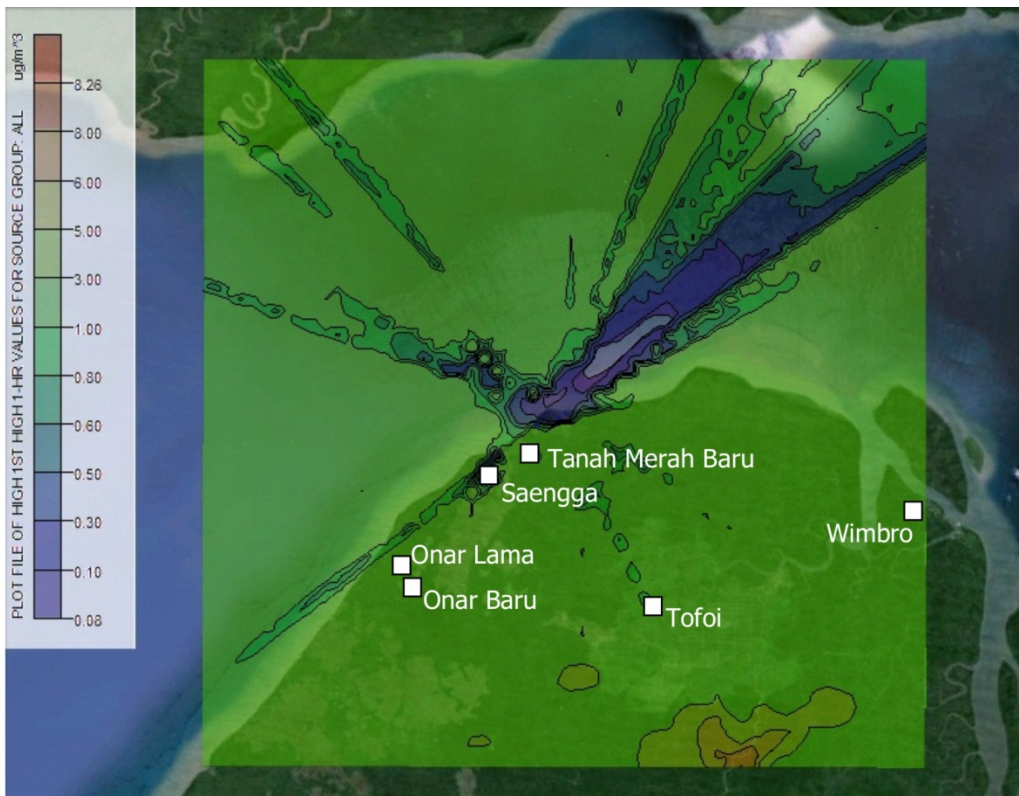 PLOT FILE OF HIGH 1ST HIGH 1-HR VALUES FOR SOURCE GROUP: ALL
ug/m^3
8.26
8.00
6.00
5.00
3.00
1.00
0.80
0.60
0.50
0.30
0.10
0.08
Tanah Merah Baru
Saengga
Wimbro
Onar Lama
Onar Baru
Tofoi